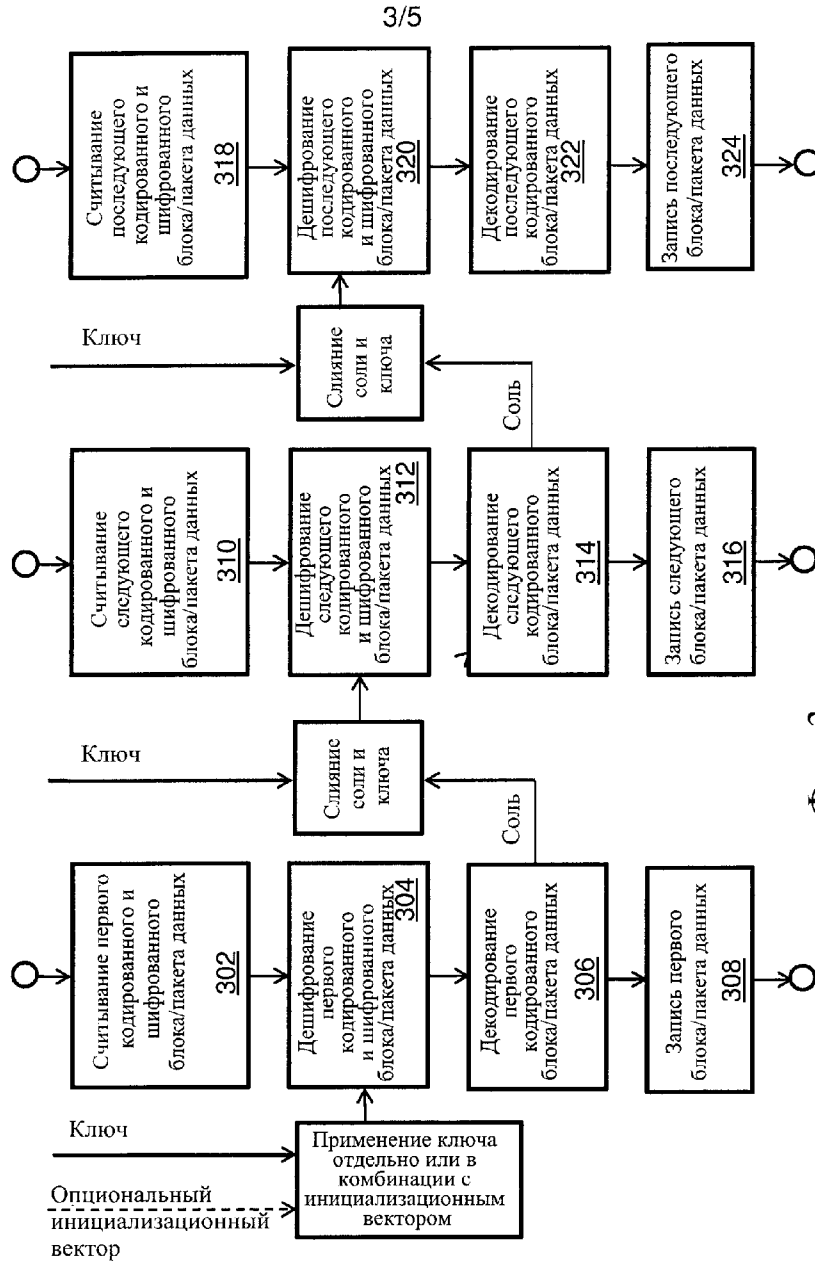 3/5
Опциональный
инициализационный
вектор
Ключ
Применение ключа
отдельно или в
комбинации с
инициализационным
вектором
Считывание первого
кодированного и
шифрованного
блока/пакета данных
302
Дешифрование
первого
кодированного
и шифрованного
блока/пакета данных
304
Декодирование
первого
кодированного
блока/пакета данных
306
Запись первого
блока/пакета данных
308
Ключ
Слияние
соли и
ключа
Соль
Считывание
следующего
кодированного и
шифрованного
блока/пакета данных
310
Дешифрование
следующего
кодированного
и шифрованного
блока/пакета данных
312
Декодирование
следующего
кодированного
блока/пакета данных
314
Запись следующего
блока/пакета данных
316
Ключ
Слияние
соли и
ключа
Соль
Считывание
последующего
кодированного и
шифрованного
блока/пакета данных
318
Дешифрование
последующего
кодированного
и шифрованного
блока/пакета данных
320
Декодирование
последующего
кодированного
блока/пакета данных
322
Запись последующего
блока/пакета данных
324